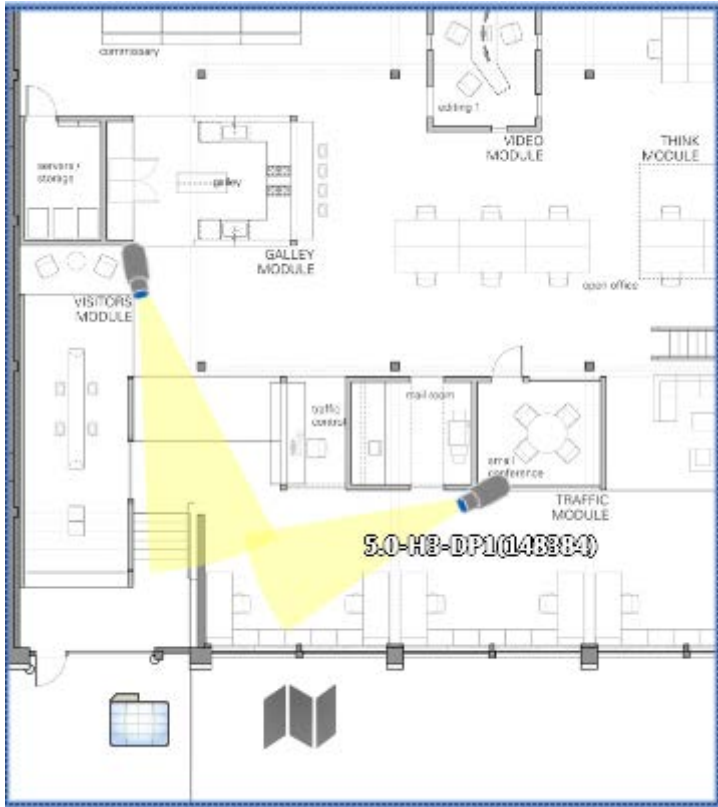 commissary
editing 1
VIDEO
MODULE
THINK
MODULE
servers /
storage
galley
GALLEY
MODULE
open office
VISITORS
MODULE
traffic
control
mail room
small
conference
TRAFFIC
MODULE
5.0-H3-DP1(148384)